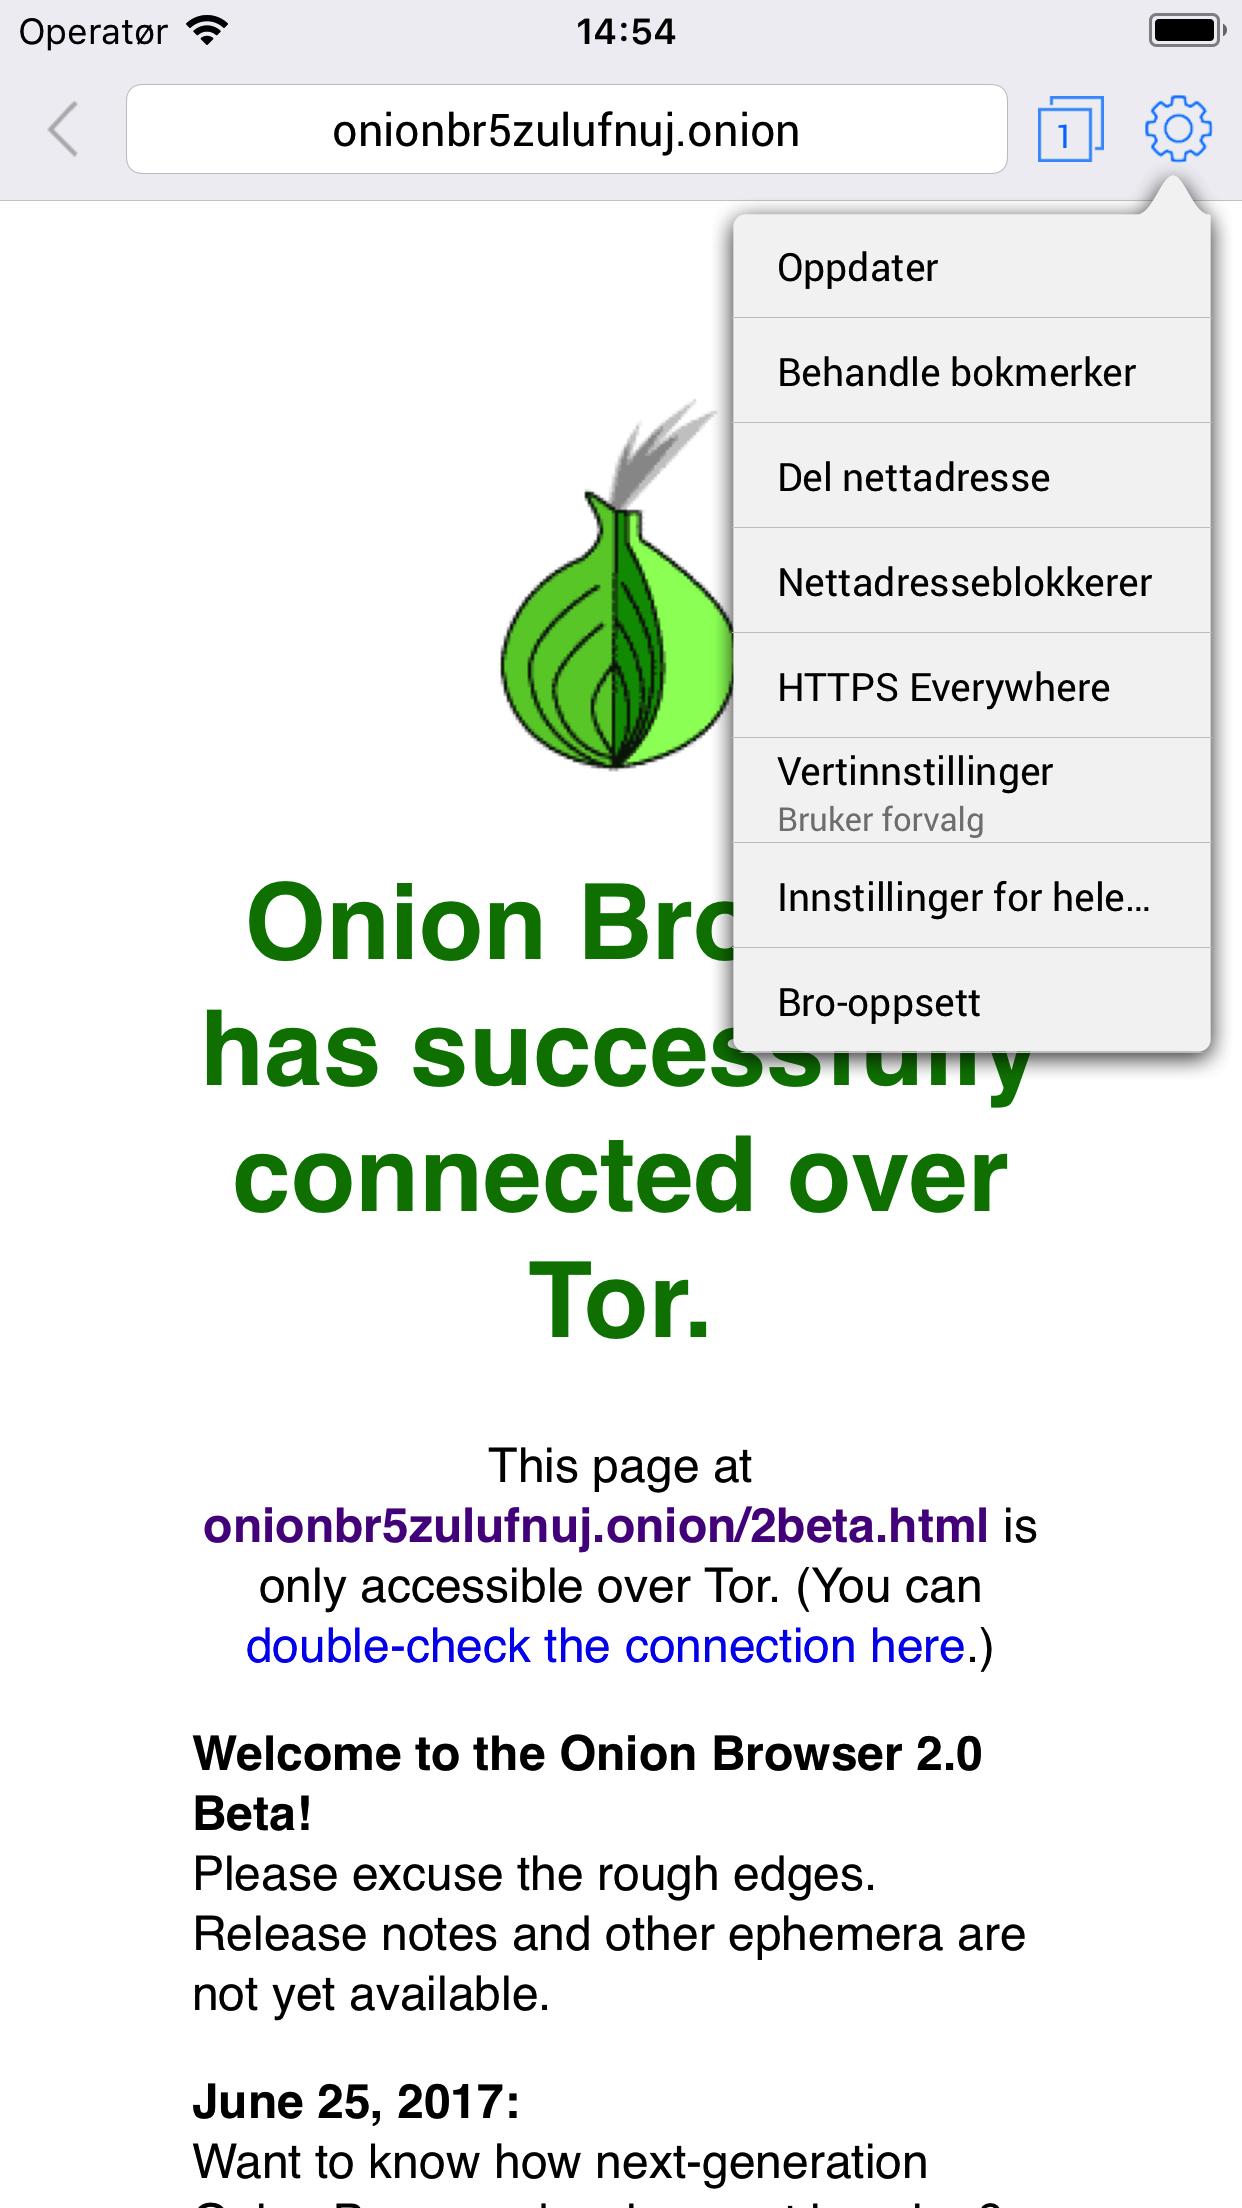 Operatør
14:54
onionbr5zulufnuj.onion
1
Oppdater
Behandle bokmerker
Del nettadresse
Nettadresseblokkerer
HTTPS Everywhere
Vertinnstillinger
Bruker forvalg
Innstillinger for hele…
Bro-oppsett
Onion
has successfully
connected over
Tor.
This page at
onionbr5zulufnuj.onion/2beta.html is
only accessible over Tor. (You can
double-check the connection here.)
Welcome to the Onion Browser 2.0
Beta!
Please excuse the rough edges.
Release notes and other ephemera are
not yet available.
June 25, 2017:
Want to know how next-generation